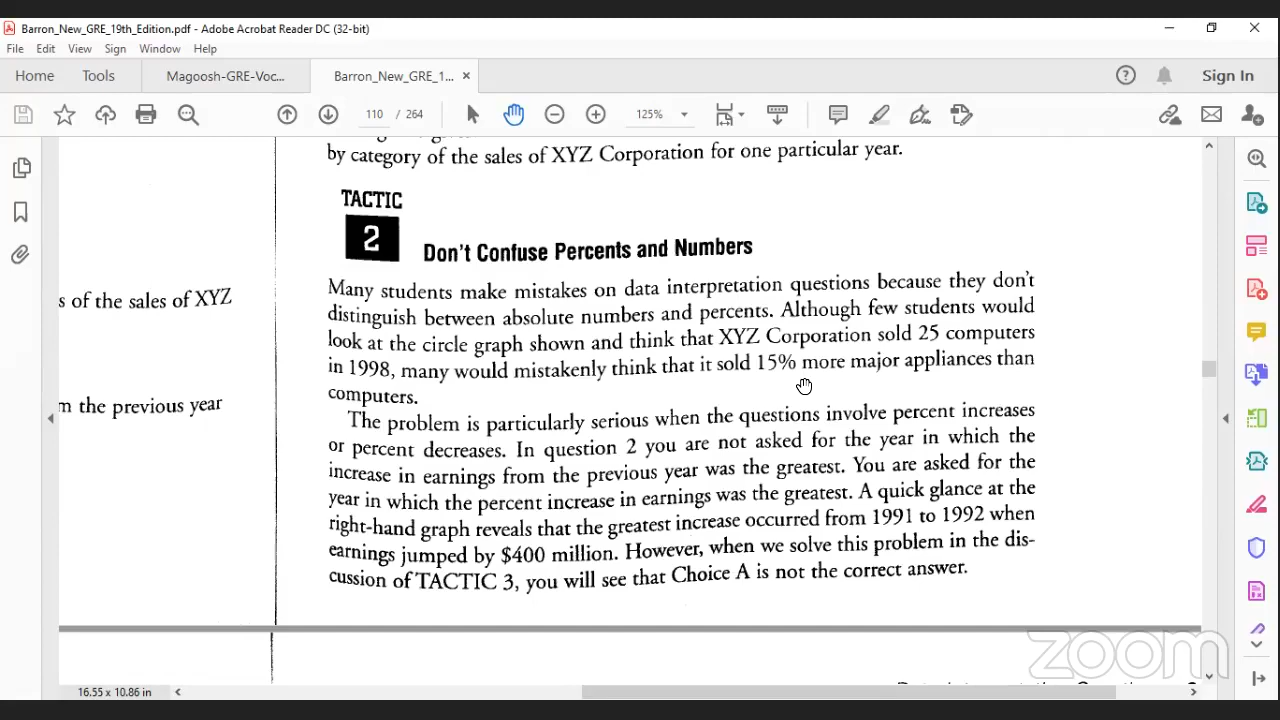 Barron_New_GRE_19th_Edition.pdf - Adobe Acrobat Reader DC (32-bit)
File Edit View Sign Window Help
Home Tools Magoosh-GRE-Voc... Barron_New_GRE_1... × Sign In
110 / 264 125%
by category of the sales of XYZ Corporation for one particular year.
TACTIC
2 Don't Confuse Percents and Numbers
Many students make mistakes on data interpretation questions because they don't
distinguish between absolute numbers and percents. Although few students would
look at the circle graph shown and think that XYZ Corporation sold 25 computers
in 1998, many would mistakenly think that it sold 15% more major appliances than
computers.
The problem is particularly serious when the questions involve percent increases
or percent decreases. In question 2 you are not asked for the year in which the
increase in earnings from the previous year was the greatest. You are asked for the
year in which the percent increase in earnings was the greatest. A quick glance at the
right-hand graph reveals that the greatest increase occurred from 1991 to 1992 when
earnings jumped by $400 million. However, when we solve this problem in the dis-
cussion of TACTIC 3, you will see that Choice A is not the correct answer.
s of the sales of XYZ
m the previous year
zoom
16.55 x 10.86 in